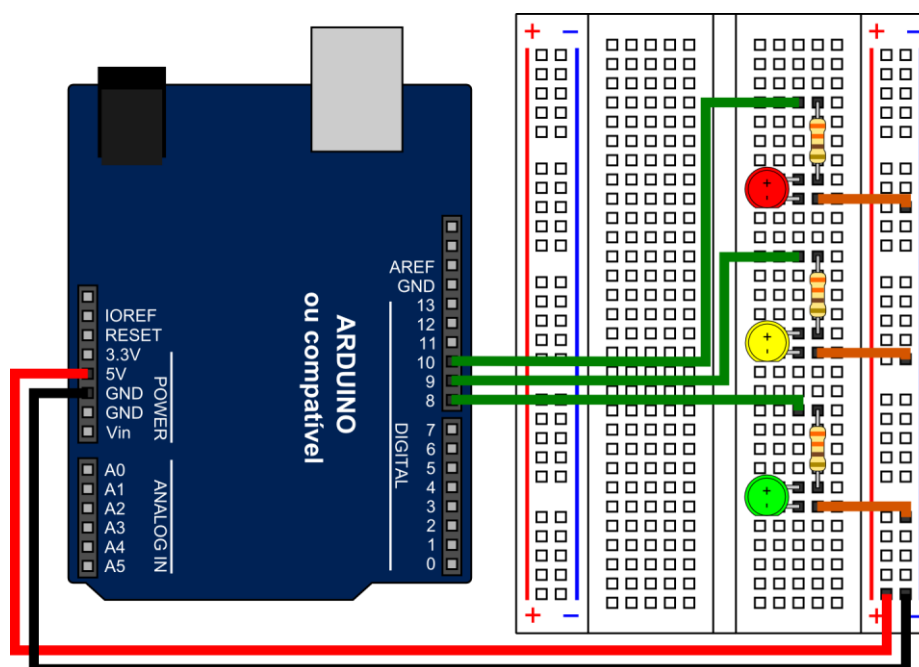 + − + −
AREF
GND
13
12
11
10
9
8
7
6
5
4
3
2
1
0
DIGITAL
ARDUINO
ou compatível
IOREF
RESET
3.3V
5V
GND
GND
Vin
POWER
A0
A1
A2
A3
A4
A5
ANALOG IN
+
-
+
-
+
-
+ − + −